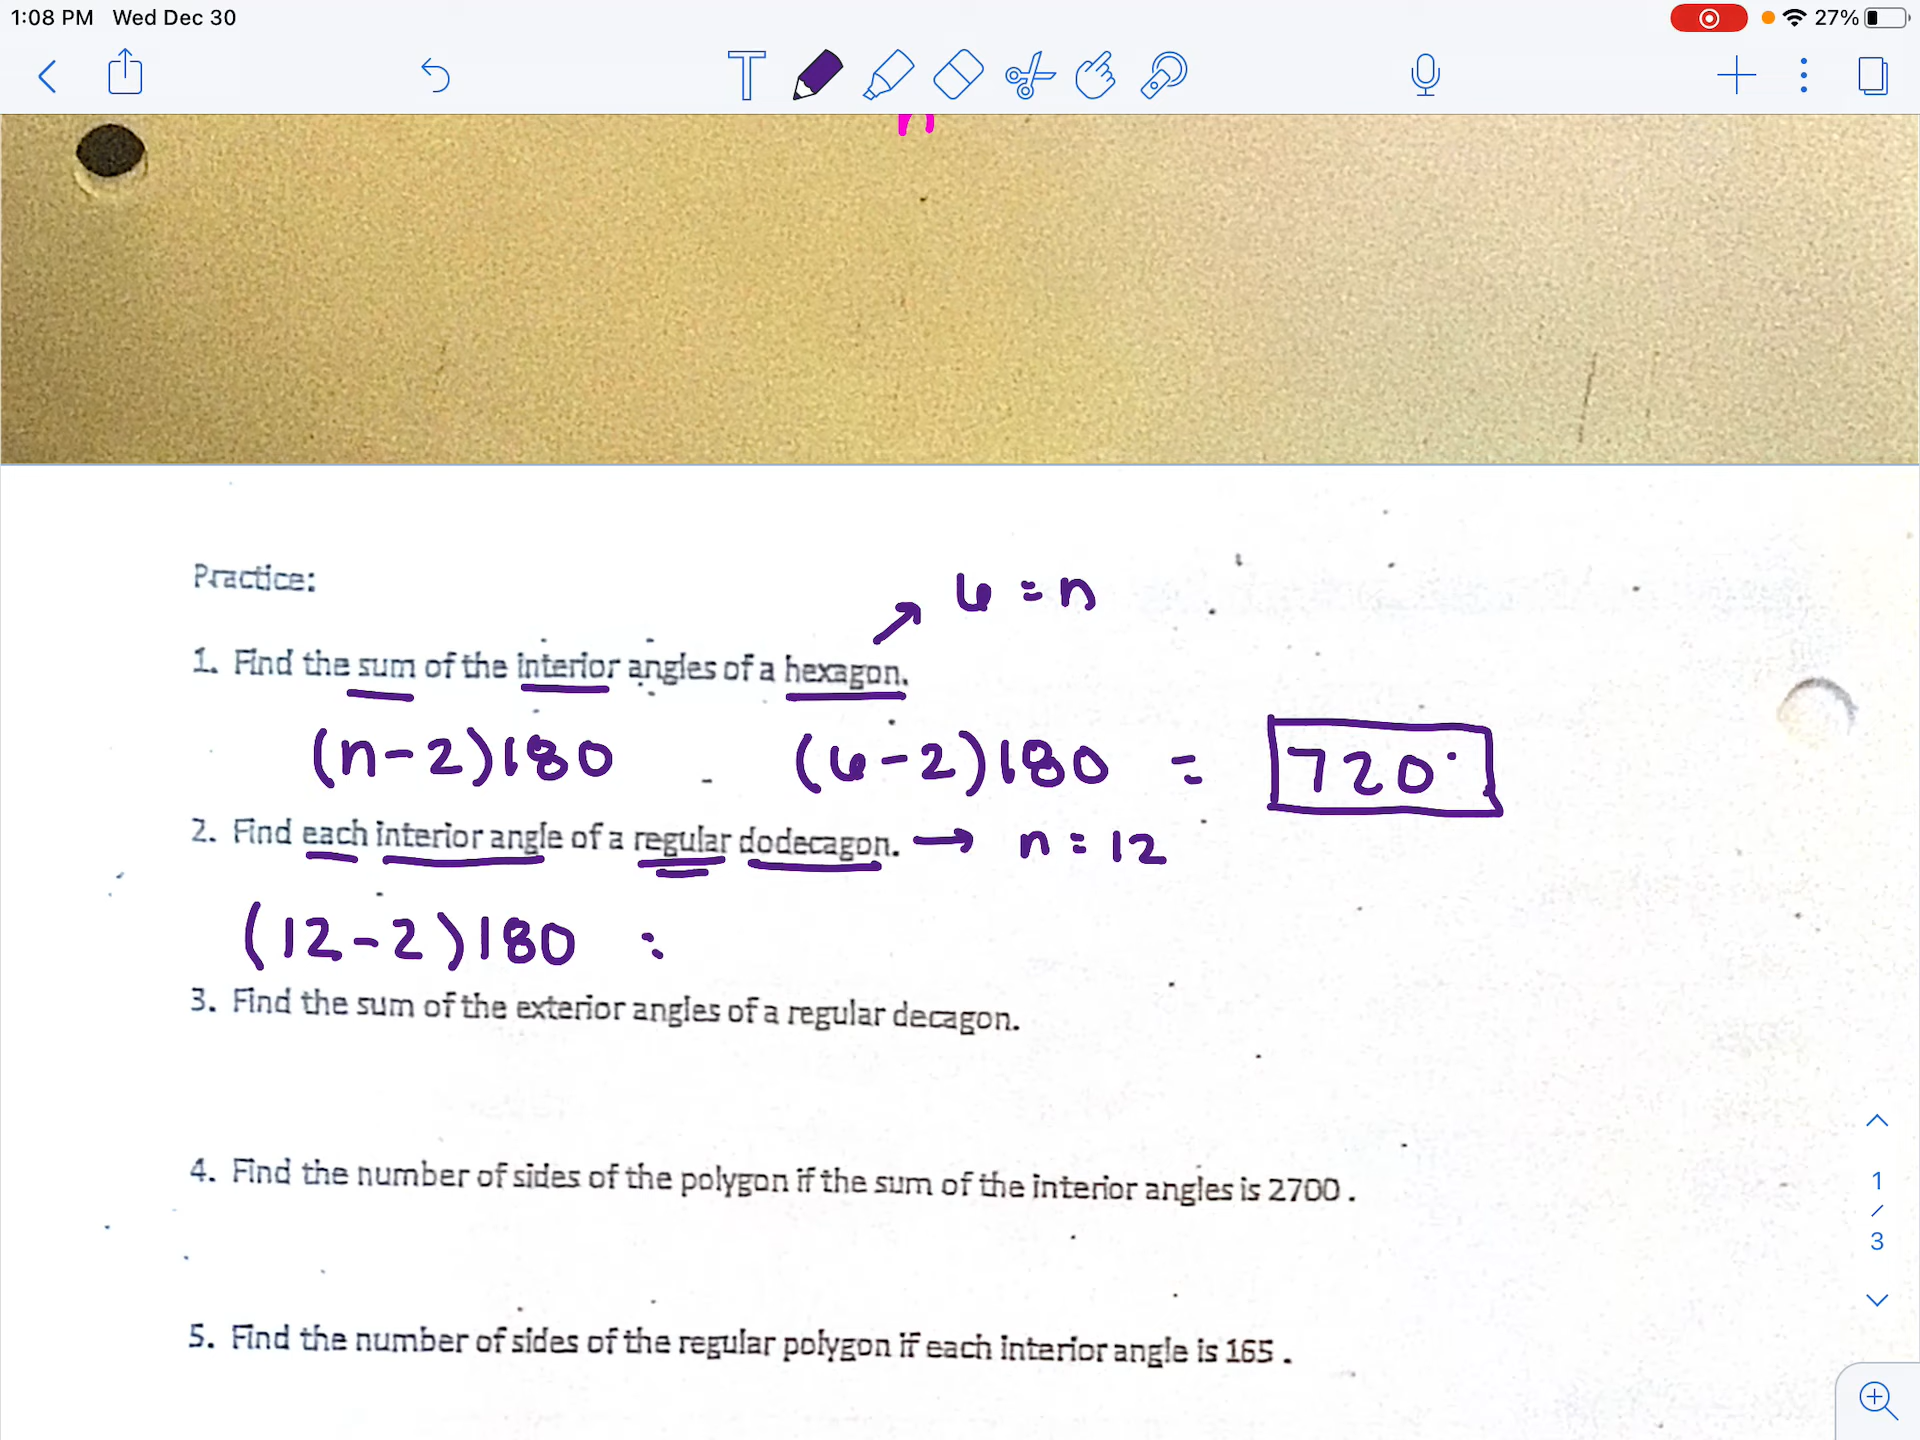 1:08 PM Wed Dec 30
27%
T
n
Practice:
6 = n
1. Find the sum of the interior angles of a hexagon.
(n-2)180 (6-2)180 = 720°
2. Find each interior angle of a regular dodecagon. → n = 12
(12-2)180 =
3. Find the sum of the exterior angles of a regular decagon.
4. Find the number of sides of the polygon if the sum of the interior angles is 2700 .
5. Find the number of sides of the regular polygon if each interior angle is 165 .
1
/
3